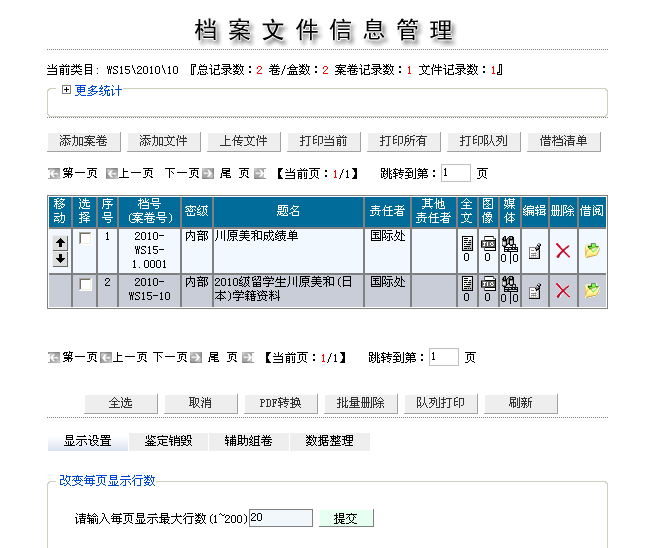 档案文件信息管理
当前类目: WS15\2010\10 『总记录数：2 卷/盒数：2 案卷记录数：1 文件记录数：1』
更多统计
添加案卷 添加文件 上传文件 打印当前 打印所有 打印队列 借档清单
第一页 上一页 下一页 尾 页 【当前页：1/1】 跳转到第：1 页
移动 选择 序号 档号(案卷号) 密级 题名 责任者 其他责任者 全文 图像 媒体 编辑 删除 借阅
1 2010-WS15-1.0001 内部 川原美和成绩单 国际处 0 0 0|0
2 2010-WS15-10 内部 2010级留学生川原美和(日本)学籍资料 国际处 0 0 0|0
第一页 上一页 下一页 尾 页 【当前页：1/1】 跳转到第：1 页
全选 取消 PDF转换 批量删除 队列打印 刷新
显示设置 鉴定销毁 辅助组卷 数据整理
改变每页显示行数
请输入每页显示最大行数(1~200) 20 提交